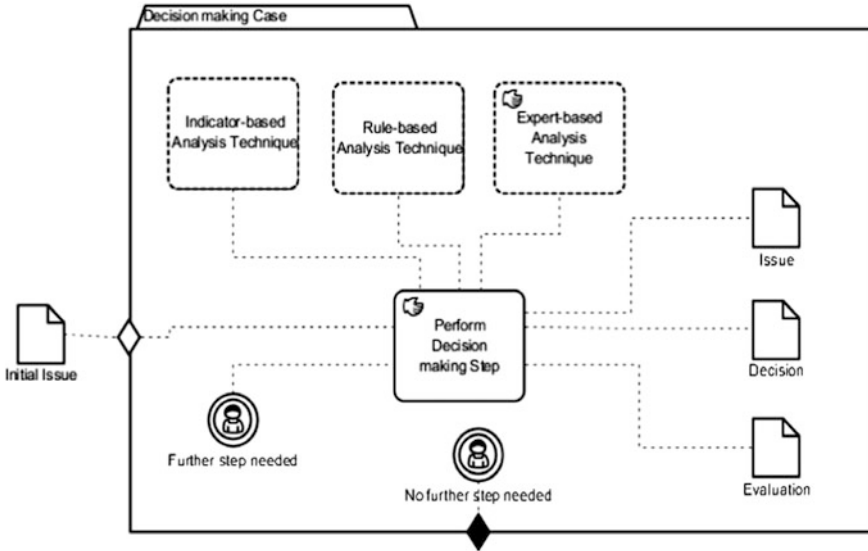 Decision making Case
Indicator-based
Analysis Technique
Rule-based
Analysis Technique
Expert-based
Analysis
Technique
Issue
Initial Issue
Perform
Decision
making Step
Decision
Further step needed
No further step needed
Evaluation